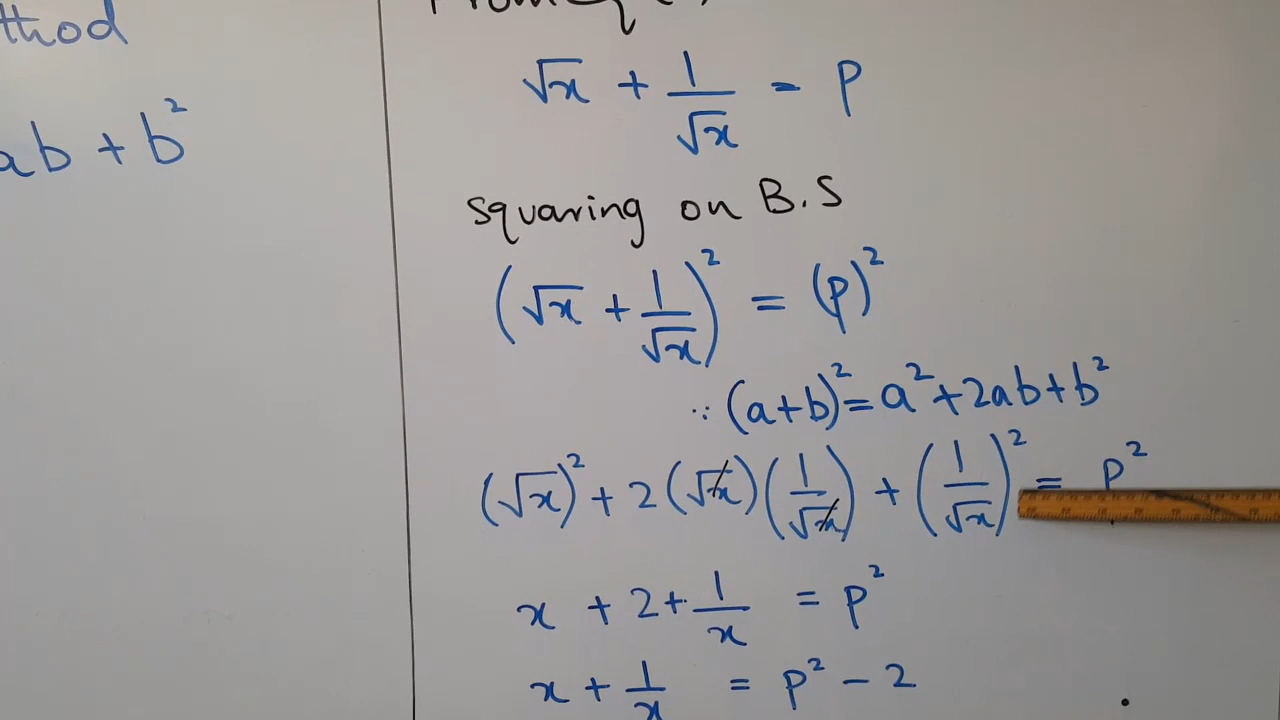 ab + b²
√x + 1/√x = P
Squaring on B.S
(√x + 1/√x)² = (P)²
∵ (a+b)² = a² + 2ab + b²
(√x)² + 2(√x)(1/√x) + (1/√x)² = P²
x + 2 + 1/x = P²
x + 1/x = P² - 2